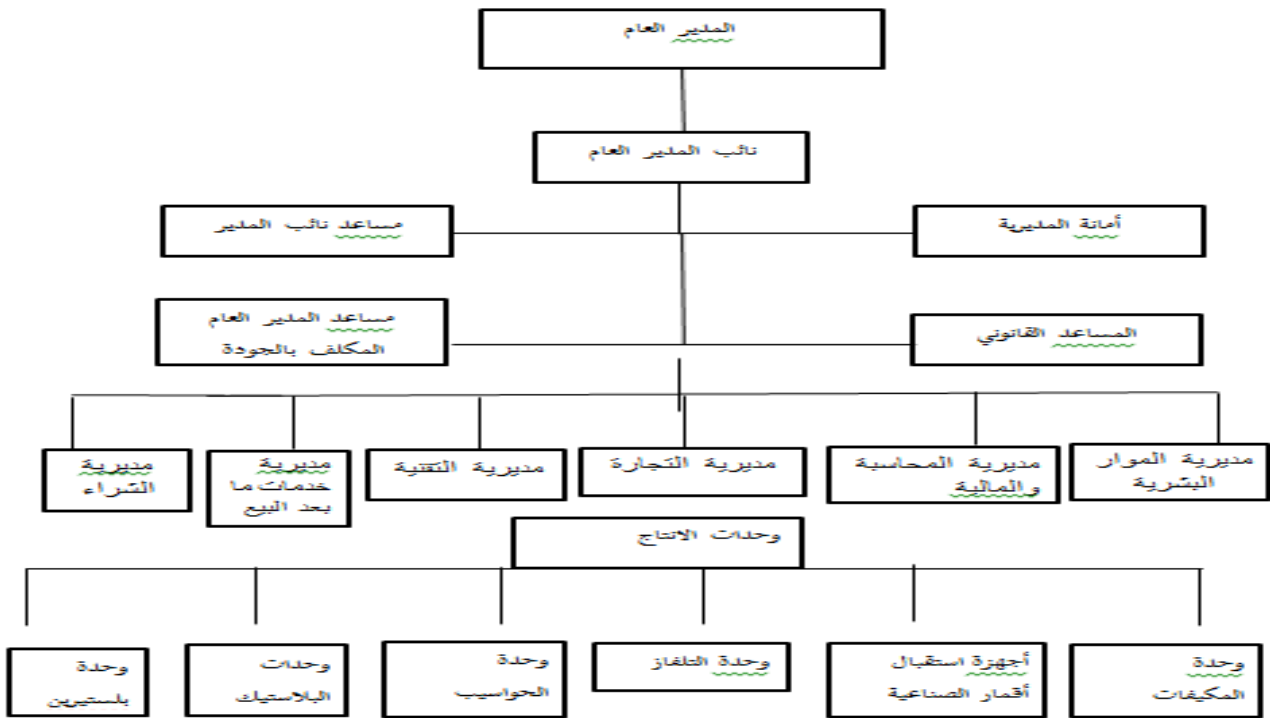 المدير العام
نائب المدير العام
أمانة المديرية
مساعد نائب المدير
المساعد القانوني
مساعد المدير العام
المكلف بالجودة
مديرية الموار
البشرية
مديرية المحاسبة
والمالية
مديرية التجارة
مديرية التقنية
مديرية
خدمات ما
بعد البيع
مديرية
الشراء
وحدات الانتاج
وحدة
المكيفات
أجهزة استقبال
أقمار الصناعية
وحدة التلفاز
وحدة
الحواسيب
وحدات
البلاستيك
وحدة
بلستيرين